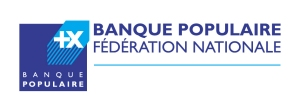 BANQUE POPULAIRE
FÉDÉRATION NATIONALE
BANQUE
POPULAIRE